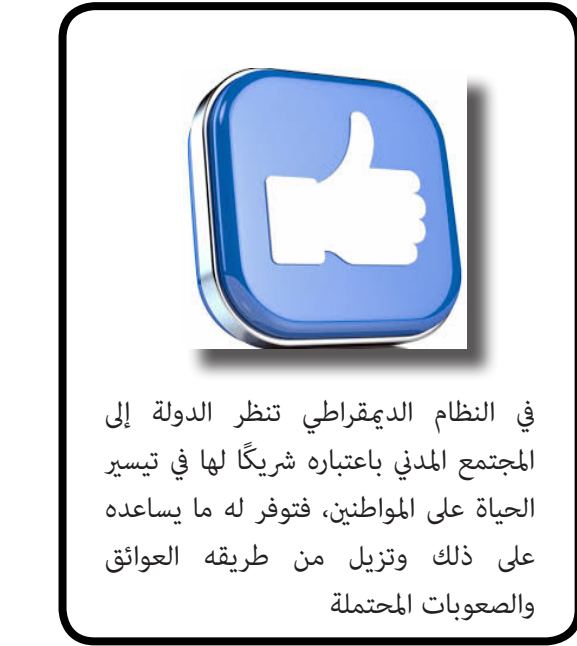 في النظام الديمقراطي تنظر الدولة إلى
المجتمع المدني باعتباره شريكًا لها في تيسير
الحياة على المواطنين، فتوفر له ما يساعده
على ذلك وتزيل من طريقه العوائق
والصعوبات المحتملة